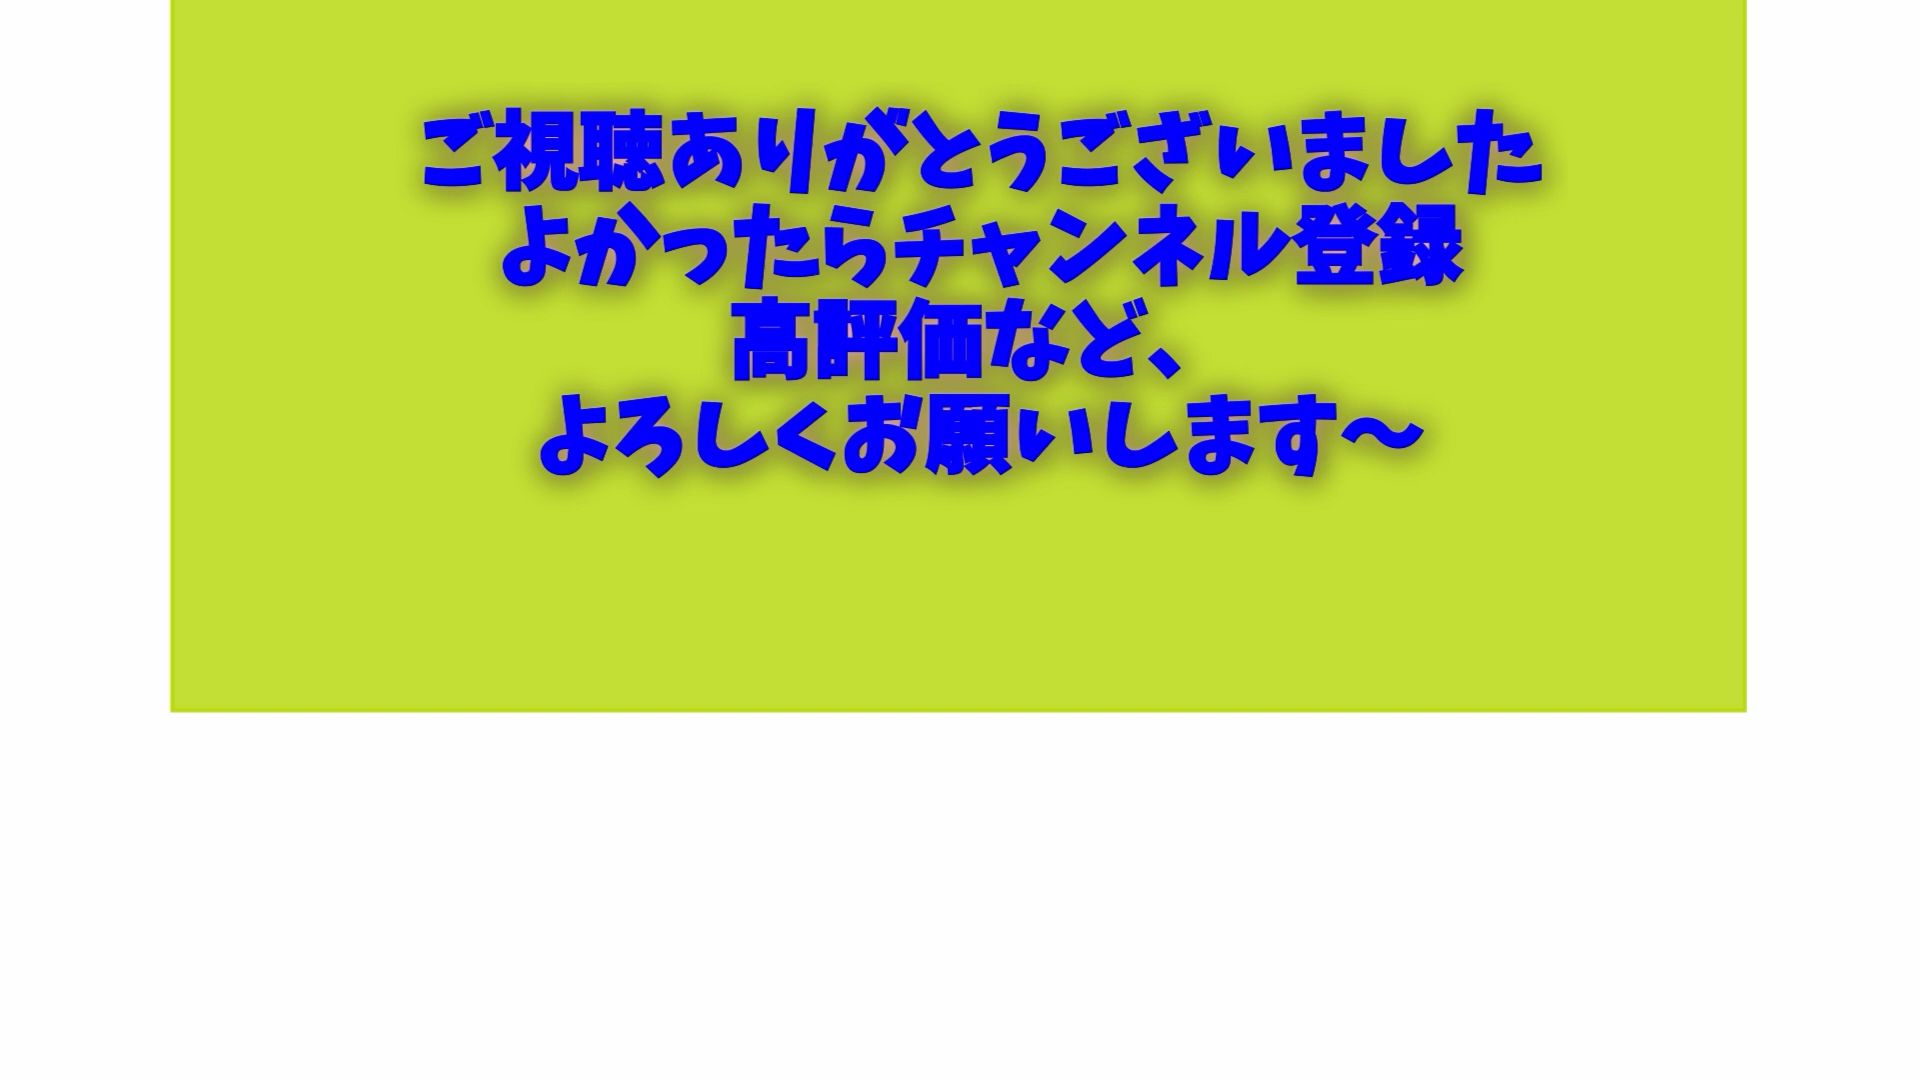 ご視聴ありがとうございました
よかったらチャンネル登録
高評価など、
よろしくお願いします～